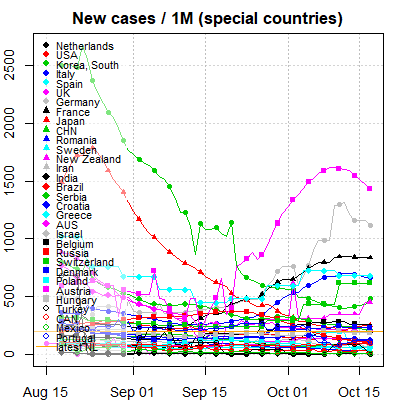 New cases / 1M (special countries)
2500
2000
1500
1000
500
0
Netherlands
USA
Korea, South
Italy
Spain
UK
Germany
France
Japan
CHN
Romania
Sweden
New Zealand
Iran
India
Brazil
Serbia
Croatia
Greece
AUS
Israel
Belgium
Russia
Switzerland
Denmark
Poland
Austria
Hungary
Turkey
CAN
Mexico
Portugal
latest NL
Aug 15
Sep 01
Sep 15
Oct 01
Oct 15